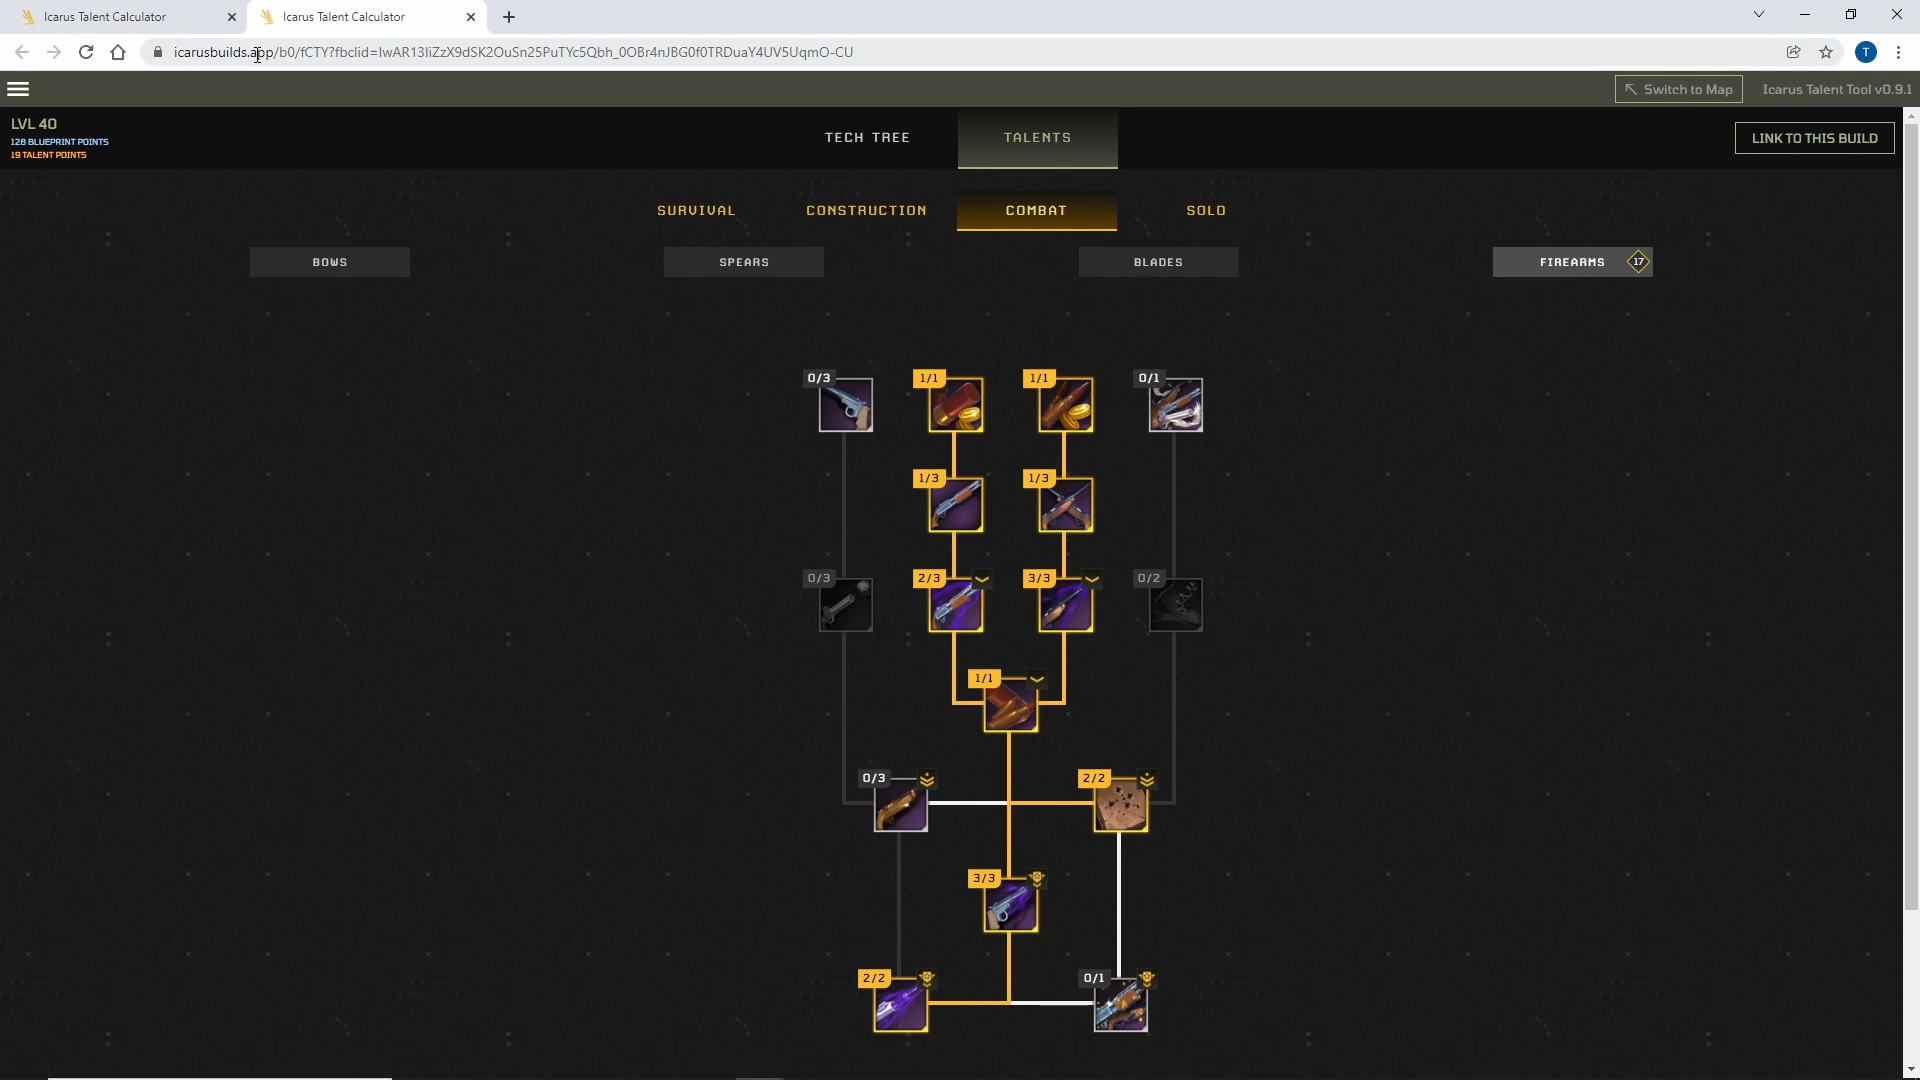 Icarus Talent Calculator
Icarus Talent Calculator
icarusbuilds.app/b0/fCTY?fbclid=IwAR13IiZzX9dSK2OuSn25PuTYc5Qbh_0OBr4nJBG0f0TRDuaY4UV5UqmO-CU
T
Switch to Map
Icarus Talent Tool v0.9.1
LVL 40
128 BLUEPRINT POINTS
19 TALENT POINTS
TECH TREE
TALENTS
LINK TO THIS BUILD
SURVIVAL
CONSTRUCTION
COMBAT
SOLO
BOWS
SPEARS
BLADES
FIREARMS
17
0/3
1/1
1/1
0/1
1/3
1/3
0/3
2/3
3/3
0/2
1/1
0/3
2/2
3/3
2/2
0/1